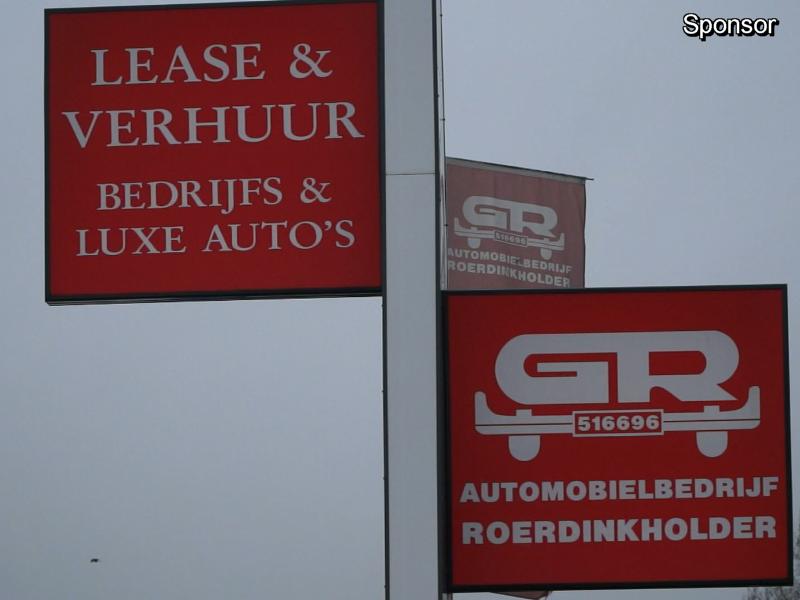 Sponsor
LEASE &
VERHUUR
BEDRIJFS &
LUXE AUTO'S
GR
516696
AUTOMOBIELBEDRIJF
ROERDINKHOLDER
GR
516696
AUTOMOBIELBEDRIJF
ROERDINKHOLDER